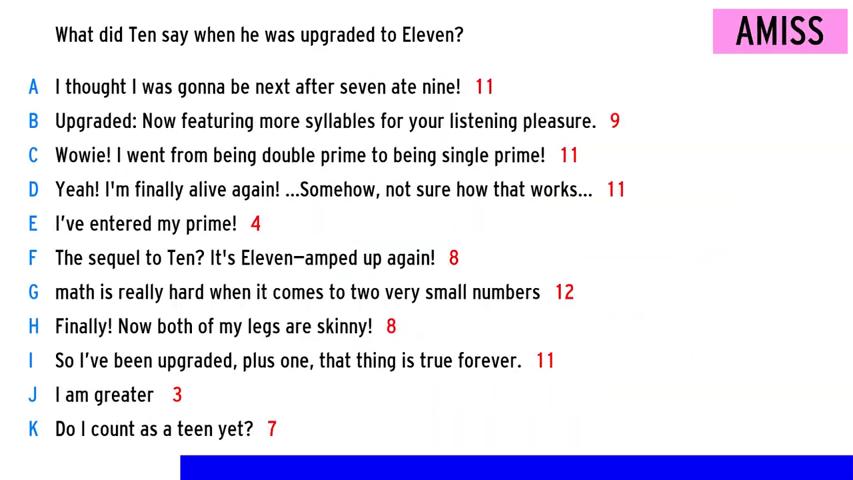 What did Ten say when he was upgraded to Eleven?
AMISS
A I thought I was gonna be next after seven ate nine! 11
B Upgraded: Now featuring more syllables for your listening pleasure. 9
C Wowie! I went from being double prime to being single prime! 11
D Yeah! I'm finally alive again! ...Somehow, not sure how that works... 11
E I've entered my prime! 4
F The sequel to Ten? It's Eleven—amped up again! 8
G math is really hard when it comes to two very small numbers 12
H Finally! Now both of my legs are skinny! 8
I So I've been upgraded, plus one, that thing is true forever. 11
J I am greater 3
K Do I count as a teen yet? 7